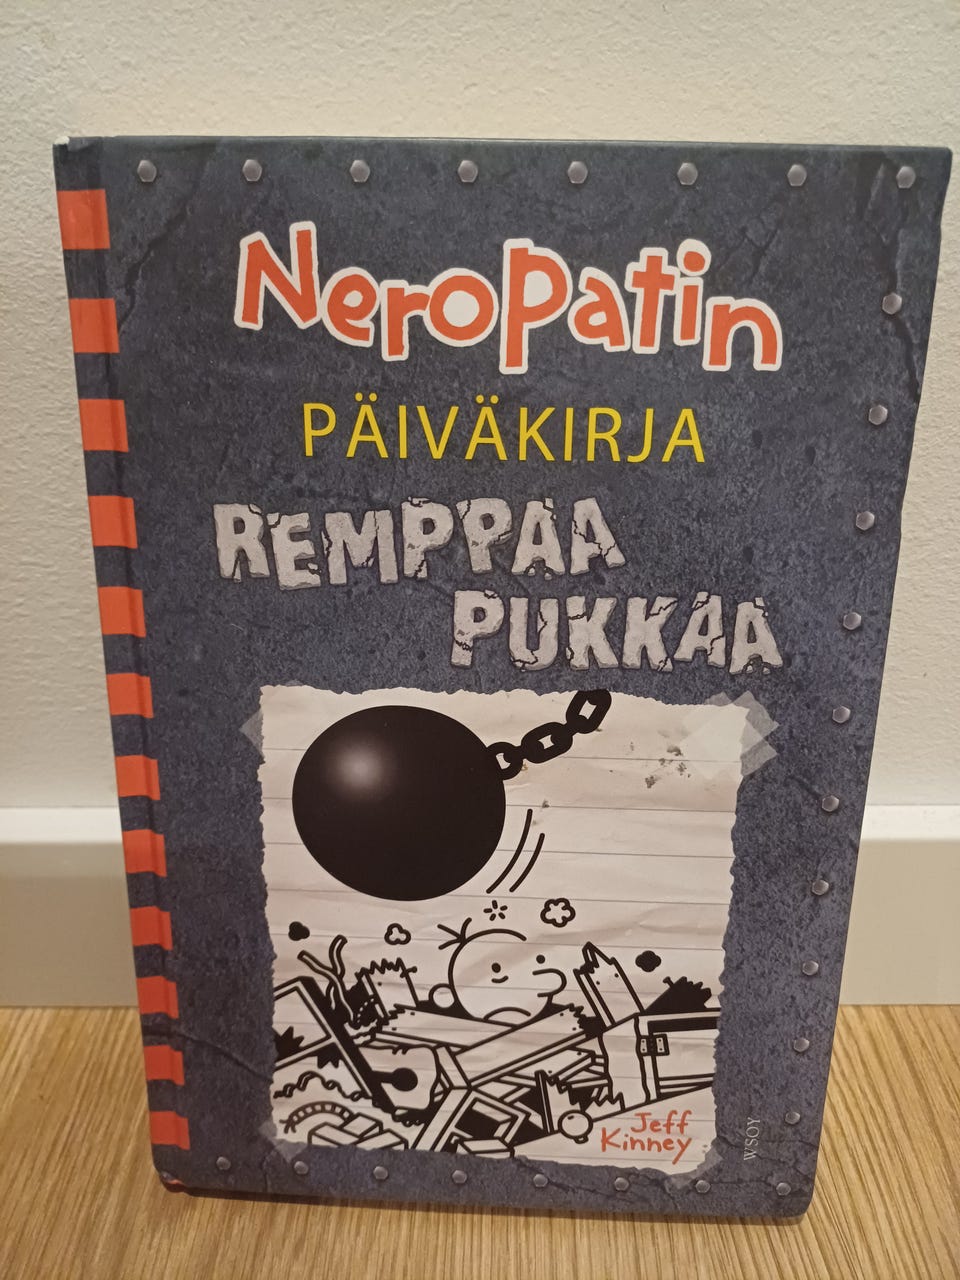 Neropatin
PÄIVÄKIRJA
REMPPAA
PUKKAA
Jeff
Kinney
WSOY